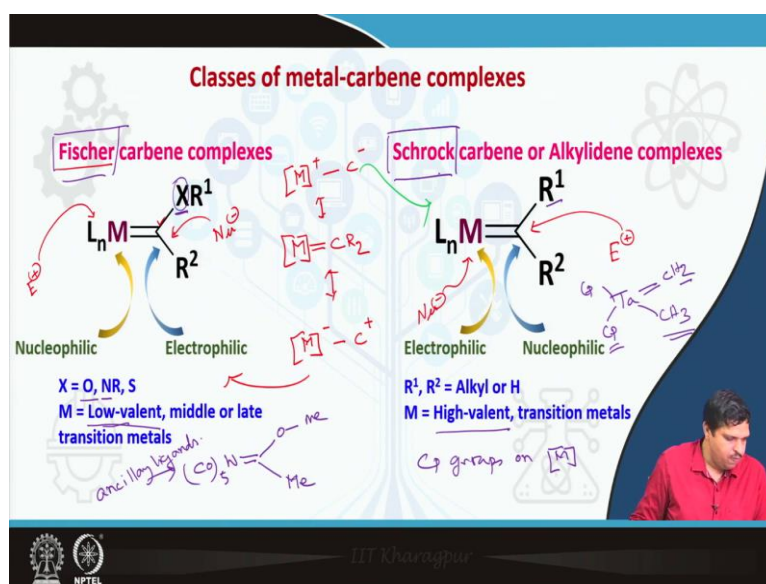 Classes of metal-carbene complexes
Fischer carbene complexes
XR¹
LₙM
R²
E⊕
Nu⊖
Nucleophilic
Electrophilic
X = O, NR, S
M = Low-valent, middle or late
transition metals
ancillary ligands.
(CO)₅ W = O - Me
Me
[M]⁺ - C⁻
↕
[M] = CR₂
↕
[M]⁻ - C⁺
Schrock carbene or Alkylidene complexes
R¹
LₙM
R²
E⊕
Nu⊖
Electrophilic
Nucleophilic
Cp
Cp
Ta = CH₂
CH₃
R¹, R² = Alkyl or H
M = High-valent, transition metals
Cp groups on [M]
IIT Kharagpur
NPTEL